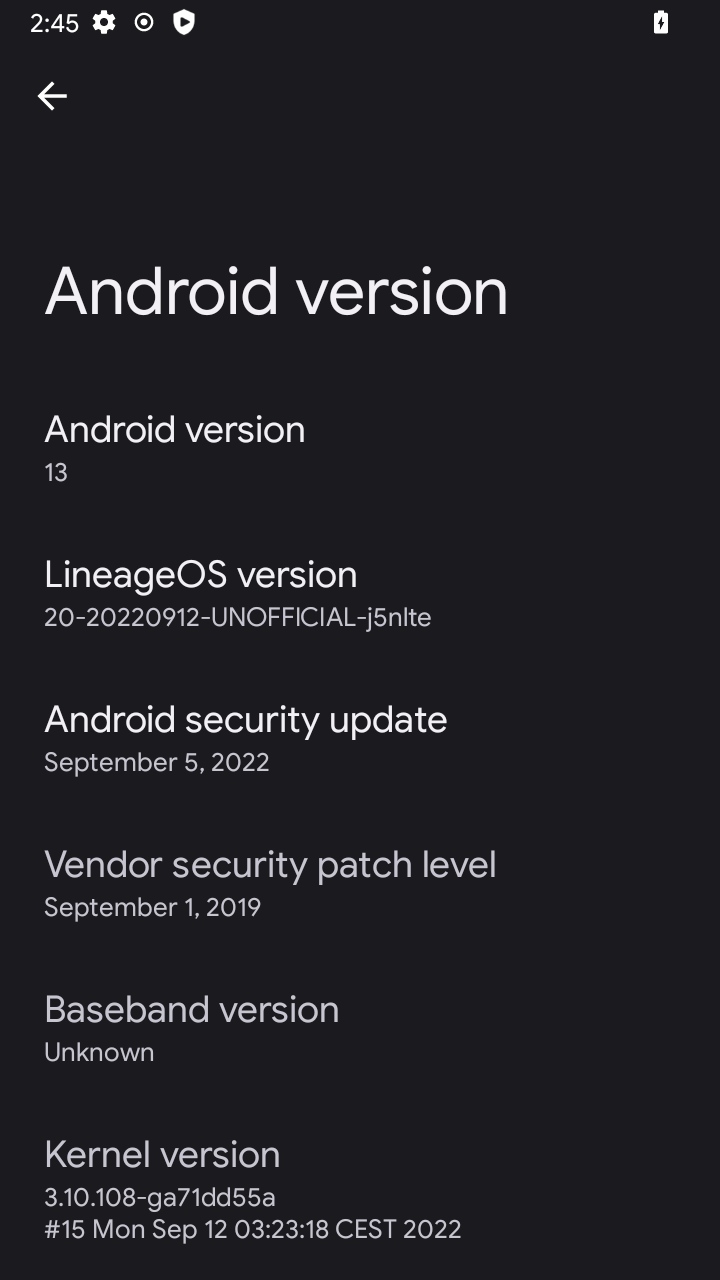 2:45
Android version
Android version
13
LineageOS version
20-20220912-UNOFFICIAL-j5nlte
Android security update
September 5, 2022
Vendor security patch level
September 1, 2019
Baseband version
Unknown
Kernel version
3.10.108-ga71dd55a
#15 Mon Sep 12 03:23:18 CEST 2022